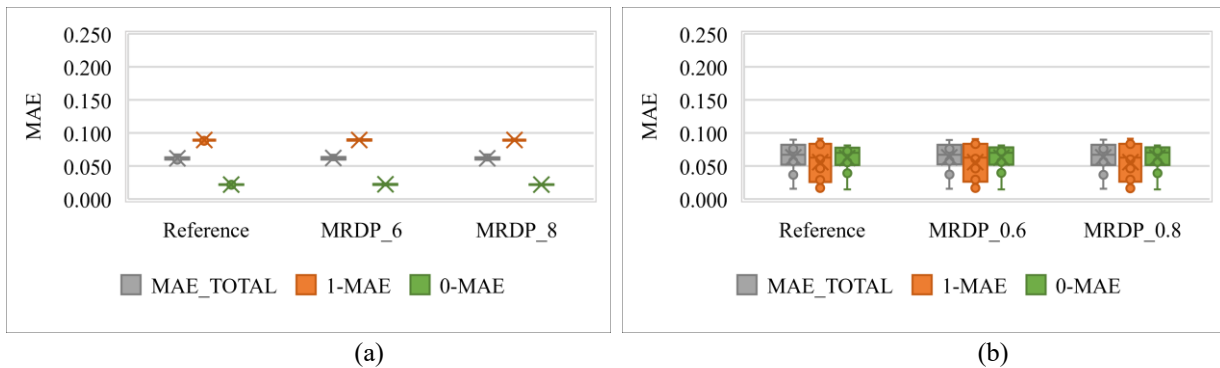 0.250
0.200
0.150
0.100
0.050
0.000
MAE
Reference MRDP_6 MRDP_8
MAE_TOTAL 1-MAE 0-MAE
(a)
0.250
0.200
0.150
0.100
0.050
0.000
MAE
Reference MRDP_0.6 MRDP_0.8
MAE_TOTAL 1-MAE 0-MAE
(b)